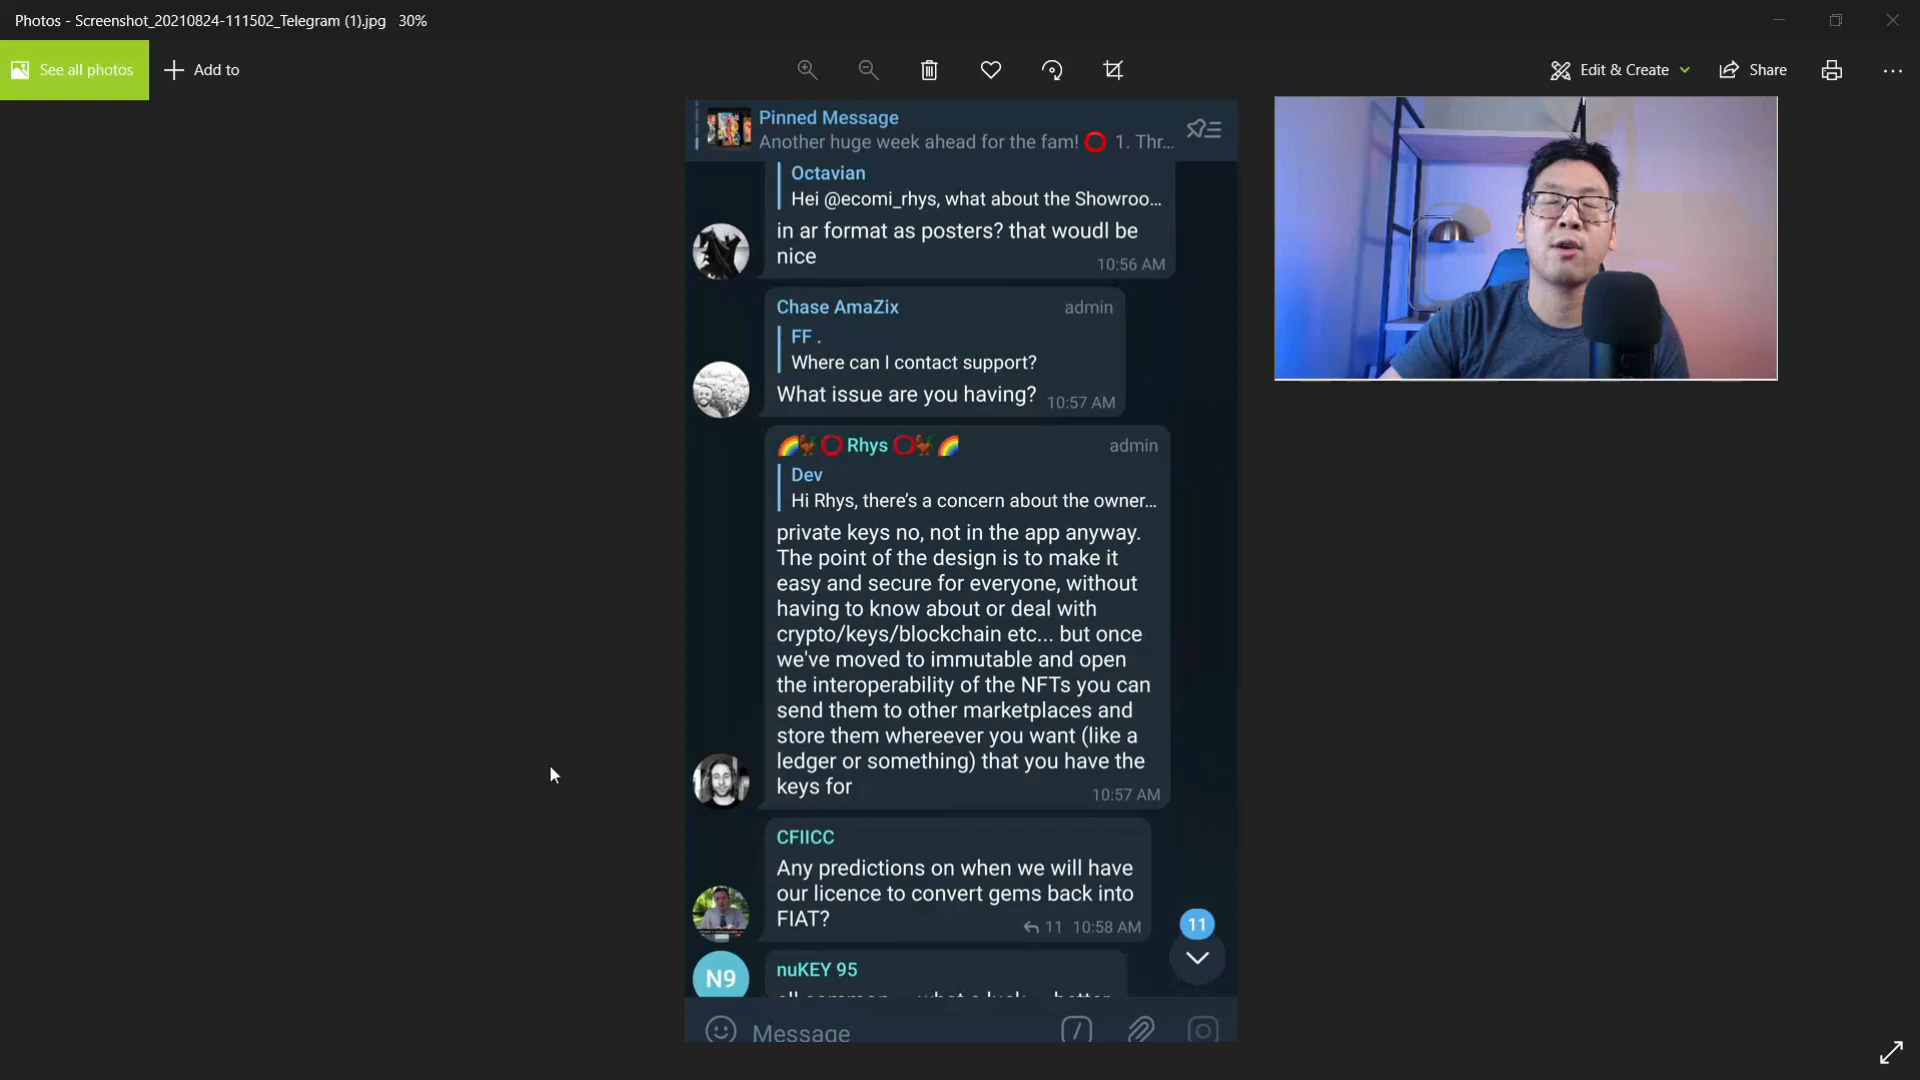 Photos - Screenshot_20210824-111502_Telegram (1).jpg 30%
See all photos
Add to
Edit & Create
Share
Pinned Message
Another huge week ahead for the fam! ⭕ 1. Thr...
Octavian
Hei @ecomi_rhys, what about the Showroo...
in ar format as posters? that woudl be
nice
10:56 AM
Chase AmaZix admin
FF .
Where can I contact support?
What issue are you having? 10:57 AM
🌈🐓⭕ Rhys ⭕🐓🌈 admin
Dev
Hi Rhys, there's a concern about the owner...
private keys no, not in the app anyway.
The point of the design is to make it
easy and secure for everyone, without
having to know about or deal with
crypto/keys/blockchain etc... but once
we've moved to immutable and open
the interoperability of the NFTs you can
send them to other marketplaces and
store them whereever you want (like a
ledger or something) that you have the
keys for
10:57 AM
CFIICC
Any predictions on when we will have
our licence to convert gems back into
FIAT?
11 10:58 AM
11
N9
nuKEY 95
Message